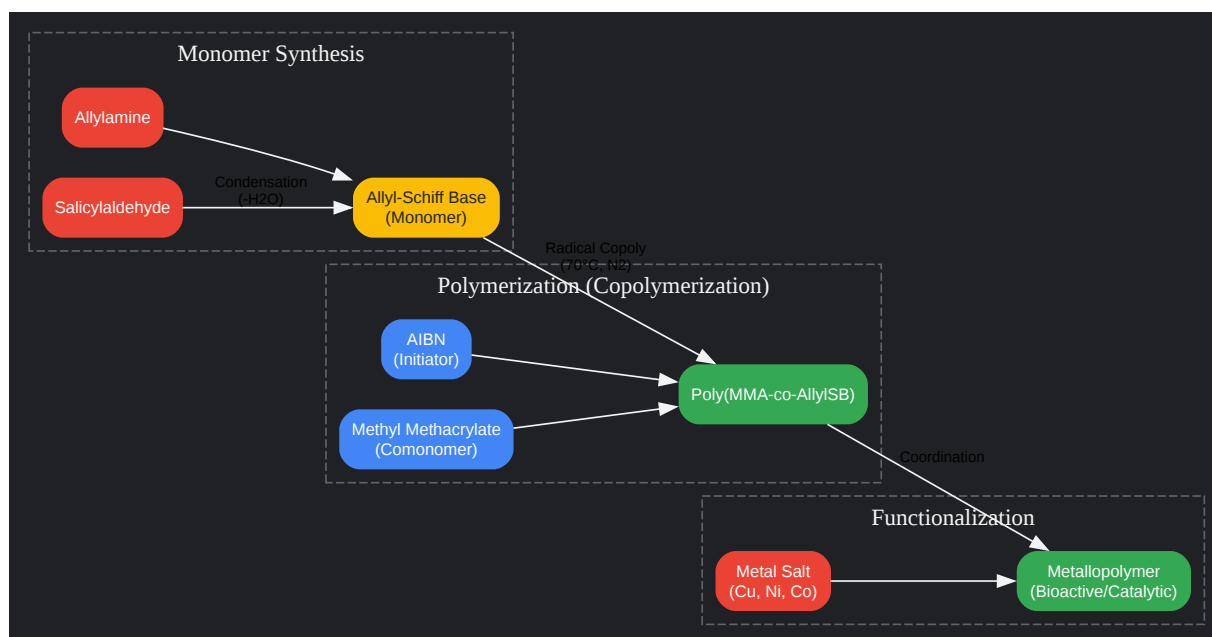 Monomer Synthesis
Allylamine
Salicylaldehyde
Condensation
(-H2O)
Allyl-Schiff Base
(Monomer)
Radical Copoly
(70°C, N2)
Polymerization (Copolymerization)
AIBN
(Initiator)
Methyl Methacrylate
(Comonomer)
Poly(MMA-co-AllylSB)
Coordination
Functionalization
Metal Salt
(Cu, Ni, Co)
Metallopolymer
(Bioactive/Catalytic)